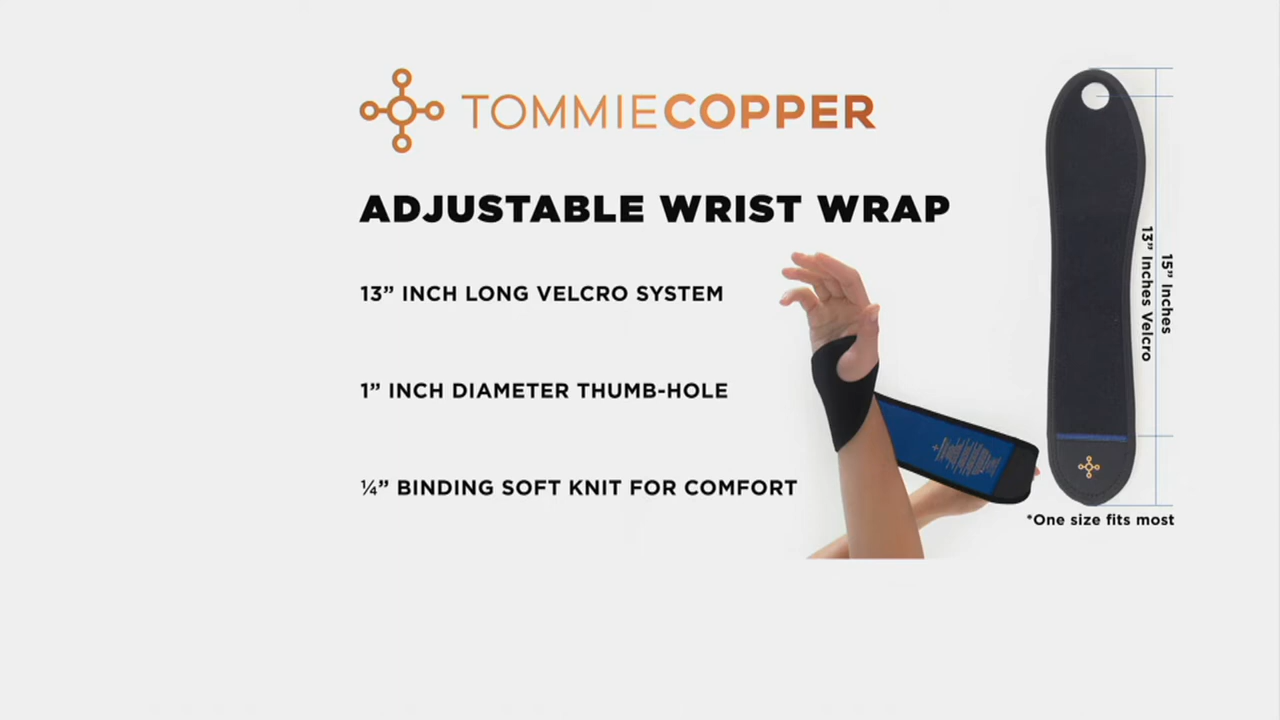 TOMMIECOPPER
ADJUSTABLE WRIST WRAP
13” INCH LONG VELCRO SYSTEM
1” INCH DIAMETER THUMB-HOLE
¼” BINDING SOFT KNIT FOR COMFORT
13” Inches Velcro
15” Inches
*One size fits most